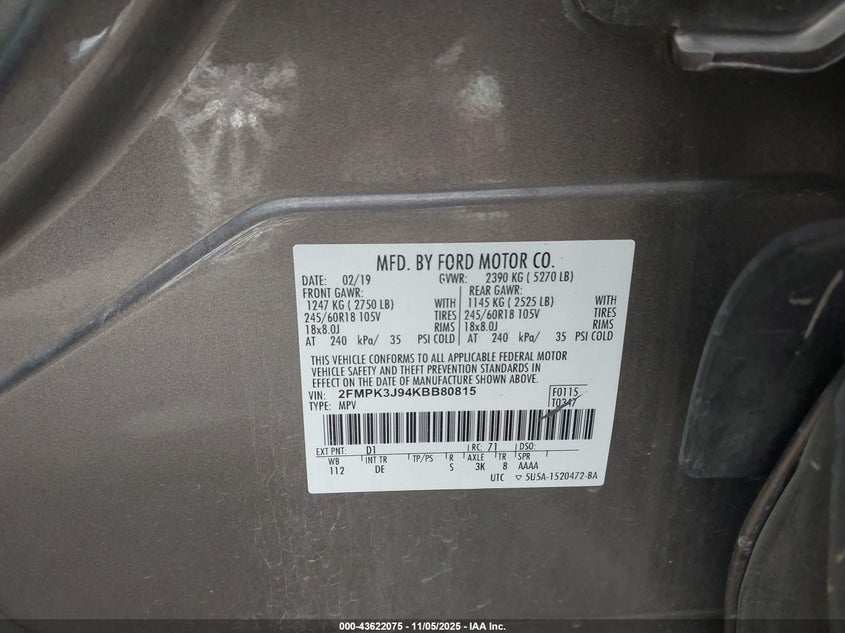 MFD. BY FORD MOTOR CO.
DATE: 02/19 GVWR: 2390 KG ( 5270 LB)
FRONT GAWR: REAR GAWR:
1247 KG ( 2750 LB) WITH 1145 KG ( 2525 LB) WITH
245/60R18 105V TIRES 245/60R18 105V TIRES
18x8.0J RIMS 18x8.0J RIMS
AT 240 kPa/ 35 PSI COLD AT 240 kPa/ 35 PSI COLD
THIS VEHICLE CONFORMS TO ALL APPLICABLE FEDERAL MOTOR
VEHICLE SAFETY AND THEFT PREVENTION STANDARDS IN
EFFECT ON THE DATE OF MANUFACTURE SHOWN ABOVE.
VIN: 2FMPK3J94KBB80815 F0115
TYPE: MPV T0347
EXT PNT: D1 RC: 71 DSO:
WB INT TR TP/PS R AXLE TR SPR
112 DE S 3K 8 AAAA
UTC ▽ 5U5A-1520472-BA
000-43622075 - 11/05/2025 - IAA Inc.